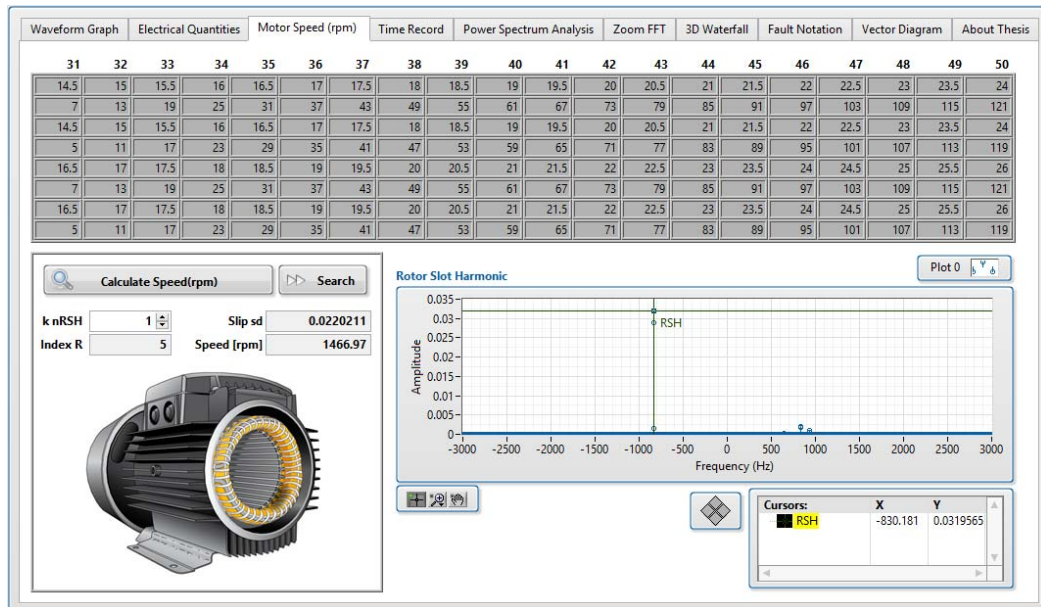 Waveform Graph Electrical Quantities Motor Speed (rpm) Time Record Power Spectrum Analysis Zoom FFT 3D Waterfall Fault Notation Vector Diagram About Thesis
31 32 33 34 35 36 37 38 39 40 41 42 43 44 45 46 47 48 49 50
14.5 15 15.5 16 16.5 17 17.5 18 18.5 19 19.5 20 20.5 21 21.5 22 22.5 23 23.5 24
7 13 19 25 31 37 43 49 55 61 67 73 79 85 91 97 103 109 115 121
14.5 15 15.5 16 16.5 17 17.5 18 18.5 19 19.5 20 20.5 21 21.5 22 22.5 23 23.5 24
5 11 17 23 29 35 41 47 53 59 65 71 77 83 89 95 101 107 113 119
16.5 17 17.5 18 18.5 19 19.5 20 20.5 21 21.5 22 22.5 23 23.5 24 24.5 25 25.5 26
7 13 19 25 31 37 43 49 55 61 67 73 79 85 91 97 103 109 115 121
16.5 17 17.5 18 18.5 19 19.5 20 20.5 21 21.5 22 22.5 23 23.5 24 24.5 25 25.5 26
5 11 17 23 29 35 41 47 53 59 65 71 77 83 89 95 101 107 113 119
Calculate Speed(rpm) Search
k nRSH 1 Slip sd 0.0220211
Index R 5 Speed [rpm] 1466.97
Rotor Slot Harmonic
Plot 0
Amplitude
0.035
0.03
0.025
0.02
0.015
0.01
0.005
0
RSH
-3000 -2500 -2000 -1500 -1000 -500 0 500 1000 1500 2000 2500 3000
Frequency (Hz)
Cursors: X Y
RSH -830.181 0.0319565